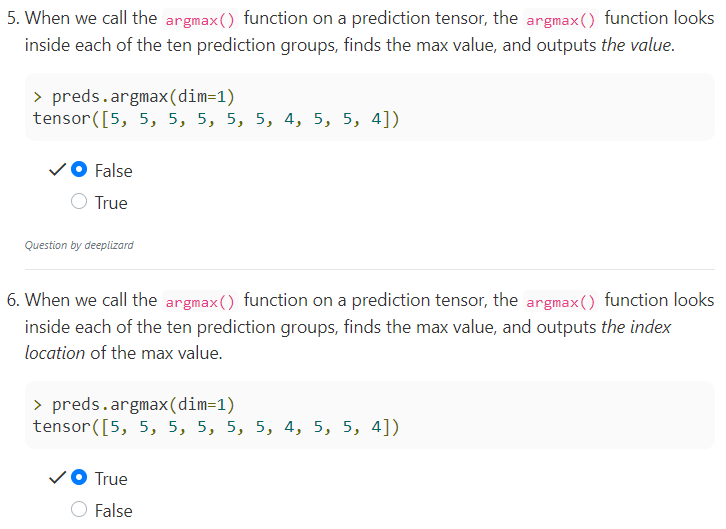 5. When we call the argmax() function on a prediction tensor, the argmax() function looks
inside each of the ten prediction groups, finds the max value, and outputs the value.
> preds.argmax(dim=1)
tensor([5, 5, 5, 5, 5, 5, 4, 5, 5, 4])
False
True
Question by deeplizard
6. When we call the argmax() function on a prediction tensor, the argmax() function looks
inside each of the ten prediction groups, finds the max value, and outputs the index
location of the max value.
> preds.argmax(dim=1)
tensor([5, 5, 5, 5, 5, 5, 4, 5, 5, 4])
True
False